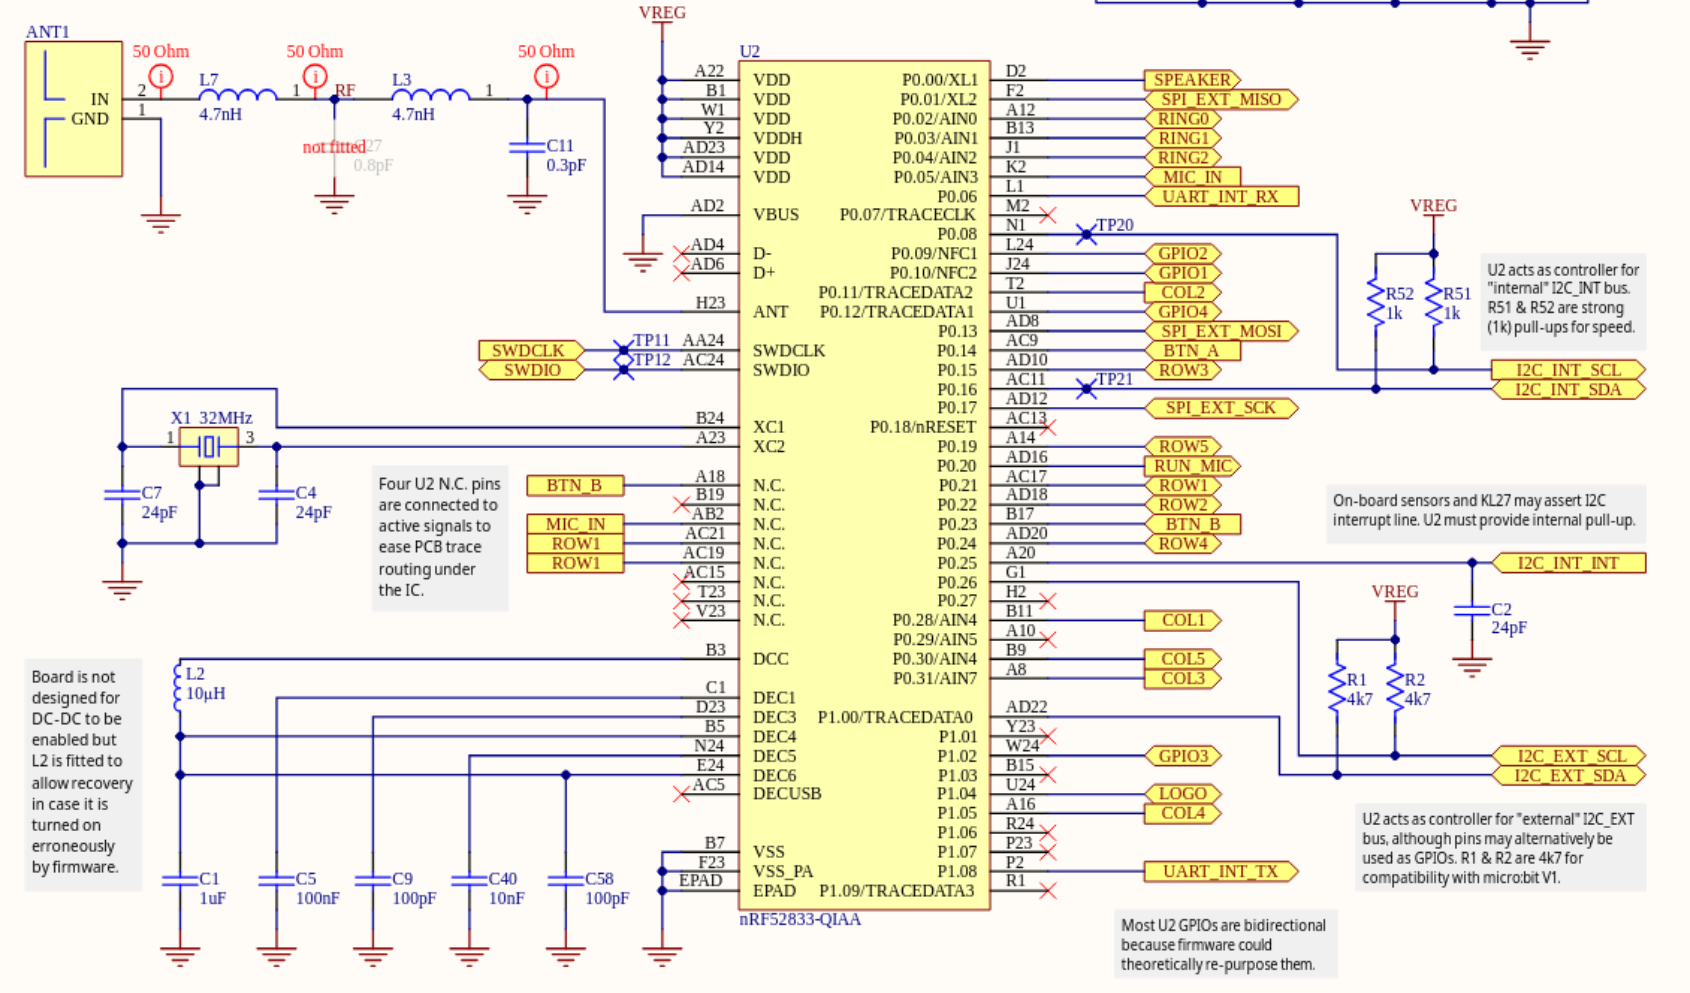 VREG
ANT1
50 Ohm
50 Ohm
50 Ohm
i
i
i
L7
4.7nH
RF
L3
4.7nH
2
1
1
1
IN
GND
not fitted
27
0.8pF
C11
0.3pF
U2
A22 VDD
B1 VDD
W1 VDD
Y2 VDDH
AD23 VDD
AD14 VDD
AD2 VBUS
AD4 D-
AD6 D+
H23 ANT
SWDCLK TP11 AA24 SWDCLK
SWDIO TP12 AC24 SWDIO
X1 32MHz
1
3
C7
24pF
C4
24pF
B24 XC1
A23 XC2
Four U2 N.C. pins
are connected to
active signals to
ease PCB trace
routing under
the IC.
BTN_B A18 N.C.
B19 N.C.
MIC_IN AB2 N.C.
ROW1 AC21 N.C.
ROW1 AC19 N.C.
AC15 N.C.
T23 N.C.
V23 N.C.
Board is not
designed for
DC-DC to be
enabled but
L2 is fitted to
allow recovery
in case it is
turned on
erroneously
by firmware.
L2
10µH
B3 DCC
C1 DEC1
D23 DEC3
B5 DEC4
N24 DEC5
E24 DEC6
AC5 DECUSB
B7 VSS
F23 VSS_PA
EPAD EPAD
C1
1uF
C5
100nF
C9
100pF
C40
10nF
C58
100pF
nRF52833-QIAA
P0.00/XL1 D2 SPEAKER
P0.01/XL2 F2 SPI_EXT_MISO
P0.02/AIN0 A12 RING0
P0.03/AIN1 B13 RING1
P0.04/AIN2 J1 RING2
P0.05/AIN3 K2 MIC_IN
P0.06 L1 UART_INT_RX
P0.07/TRACECLK M2
P0.08 N1 TP20
P0.09/NFC1 L24 GPIO2
P0.10/NFC2 J24 GPIO1
P0.11/TRACEDATA2 T2 COL2
P0.12/TRACEDATA1 U1 GPIO4
P0.13 AD8 SPI_EXT_MOSI
P0.14 AC9 BTN_A
P0.15 AD10 ROW3
P0.16 AC11 TP21
P0.17 AD12 SPI_EXT_SCK
P0.18/nRESET AC13
P0.19 A14 ROW5
P0.20 AD16 RUN_MIC
P0.21 AC17 ROW1
P0.22 AD18 ROW2
P0.23 B17 BTN_B
P0.24 AD20 ROW4
P0.25 A20
P0.26 G1
P0.27 H2
P0.28/AIN4 B11 COL1
P0.29/AIN5 A10
P0.30/AIN4 B9 COL5
P0.31/AIN7 A8 COL3
P1.00/TRACEDATA0 AD22
P1.01 Y23
P1.02 W24 GPIO3
P1.03 B15
P1.04 U24 LOGO
P1.05 A16 COL4
P1.06 R24
P1.07 P23
P1.08 P2 UART_INT_TX
P1.09/TRACEDATA3 R1
VREG
R52
1k
R51
1k
U2 acts as controller for
"internal" I2C_INT bus.
R51 & R52 are strong
(1k) pull-ups for speed.
I2C_INT_SCL
I2C_INT_SDA
On-board sensors and KL27 may assert I2C
interrupt line. U2 must provide internal pull-up.
I2C_INT_INT
C2
24pF
VREG
R1
4k7
R2
4k7
I2C_EXT_SCL
I2C_EXT_SDA
U2 acts as controller for "external" I2C_EXT
bus, although pins may alternatively be
used as GPIOs. R1 & R2 are 4k7 for
compatibility with micro:bit V1.
Most U2 GPIOs are bidirectional
because firmware could
theoretically re-purpose them.